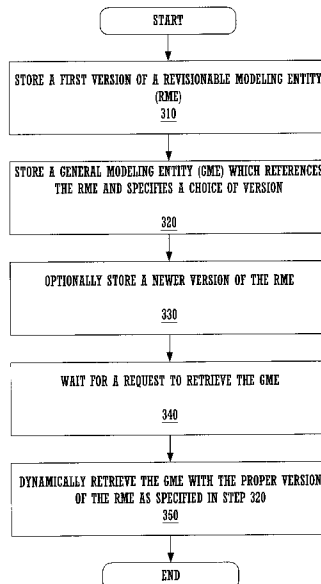 START
STORE A FIRST VERSION OF A REVISIONABLE MODELING ENTITY
(RME)
310
STORE A GENERAL MODELING ENTITY (GME) WHICH REFERENCES
THE RME AND SPECIFIES A CHOICE OF VERSION
320
OPTIONALLY STORE A NEWER VERSION OF THE RME
330
WAIT FOR A REQUEST TO RETRIEVE THE GME
340
DYNAMICALLY RETRIEVE THE GME WITH THE PROPER VERSION
OF THE RME AS SPECIFIED IN STEP 320
350
END